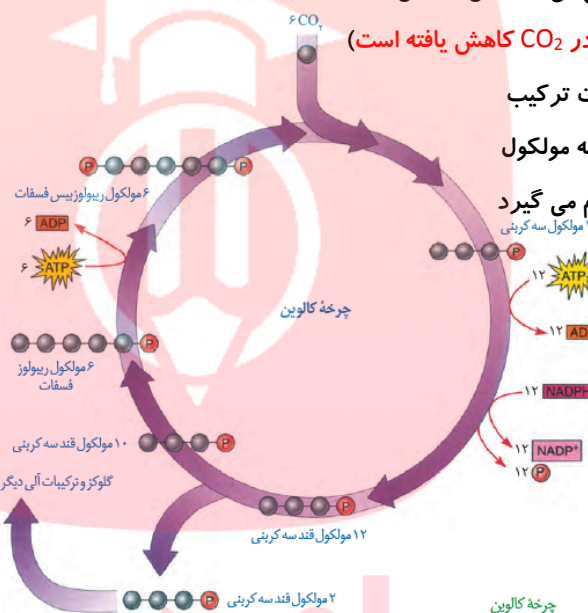 ۶CO₂
در CO₂ کاهش یافته است)
ت ترکیب
ه مولکول
م می گیرد
مولکول سه کربنی
P
۱۲ ATP
۱۲ AD
۱۲ NADPH
۱۲ NADP⁺
۱۲ P
۱۲ مولکول قند سه کربنی
۲ مولکول قند سه کربنی
گلوکز و ترکیبات آلی دیگر
۱۰ مولکول قند سه کربنی
۶ مولکول ریبولوز
فسفات
۶ ATP
۶ ADP
۶ مولکول ریبولوزبیس فسفات
P
P
P
P
P
P
چرخهٔ کالوین
چرخهٔ کالوین